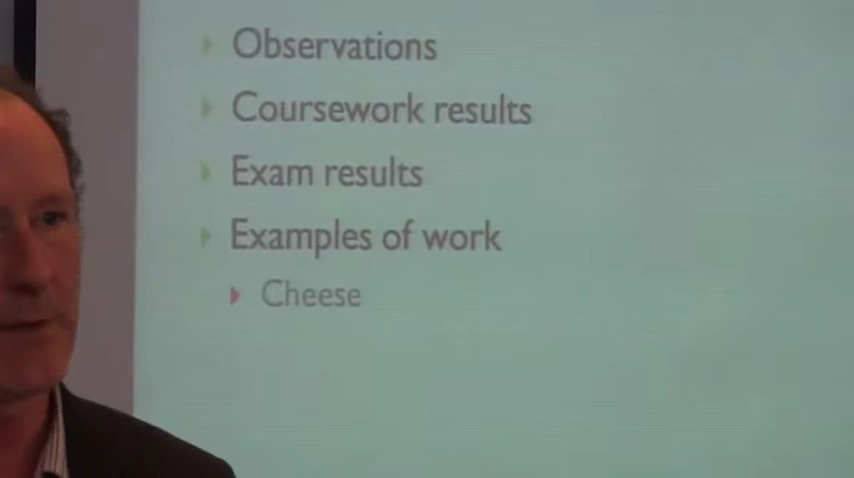 Observations
Coursework results
Exam results
Examples of work
Cheese